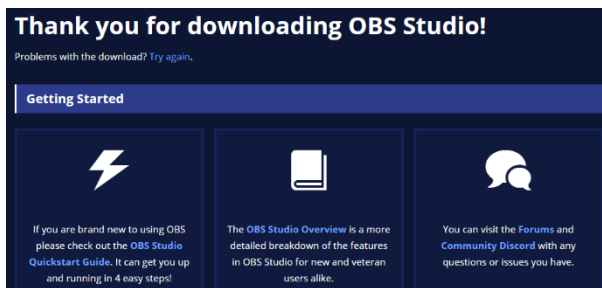 Thank you for downloading OBS Studio!
Problems with the download? Try again.
Getting Started
If you are brand new to using OBS
please check out the OBS Studio
Quickstart Guide. It can get you up
and running in 4 easy steps!
The OBS Studio Overview is a more
detailed breakdown of the features
in OBS Studio for new and veteran
users alike.
You can visit the Forums and
Community Discord with any
questions or issues you have.